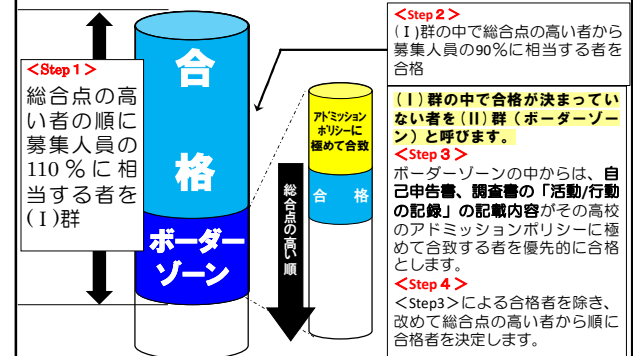 ＜Step１＞
総合点の高
い者の順に
募集人員の
110％に相
当する者を
(Ⅰ)群
合
格
ボーダー
ゾーン
アドミッション
ポリシーに
極めて合致
合　格
総合点の高い順
＜Step２＞
(Ⅰ)群の中で総合点の高い者から
募集人員の90％に相当する者を
合格
(Ⅰ)群の中で合格が決まってい
ない者を(II)群（ボーダーゾー
ン）と呼びます。
＜Step３＞
ボーダーゾーンの中からは、自
己申告書、調査書の「活動/行動
の記録」の記載内容がその高校
のアドミッションポリシーに極
めて合致する者を優先的に合格
とします。
＜Step４＞
＜Step3＞による合格者を除き、
改めて総合点の高い者から順に
合格者を決定します。